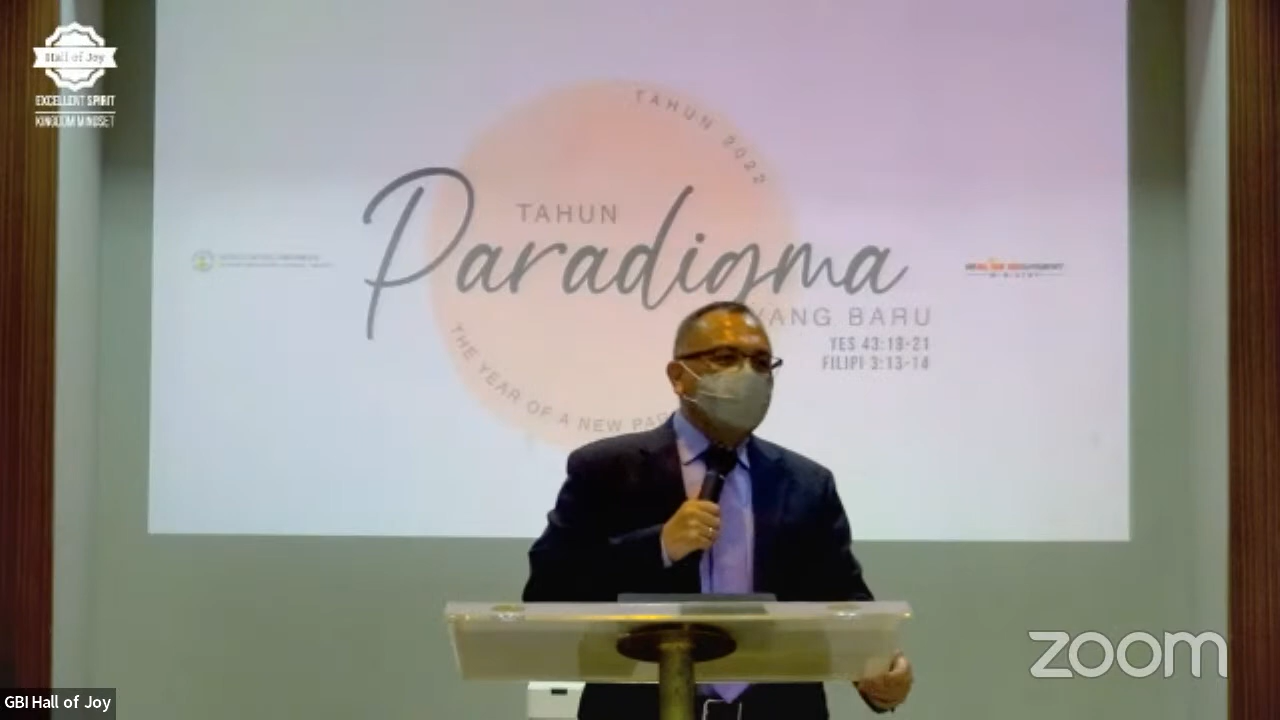 Hall of Joy
EXCELLENT SPIRIT
KINGDOM MINDSET
TAHUN 2022
TAHUN
Paradigma
YANG BARU
YES 43:18-21
FILIPI 3:13-14
THE YEAR OF A NEW
zoom
GBI Hall of Joy